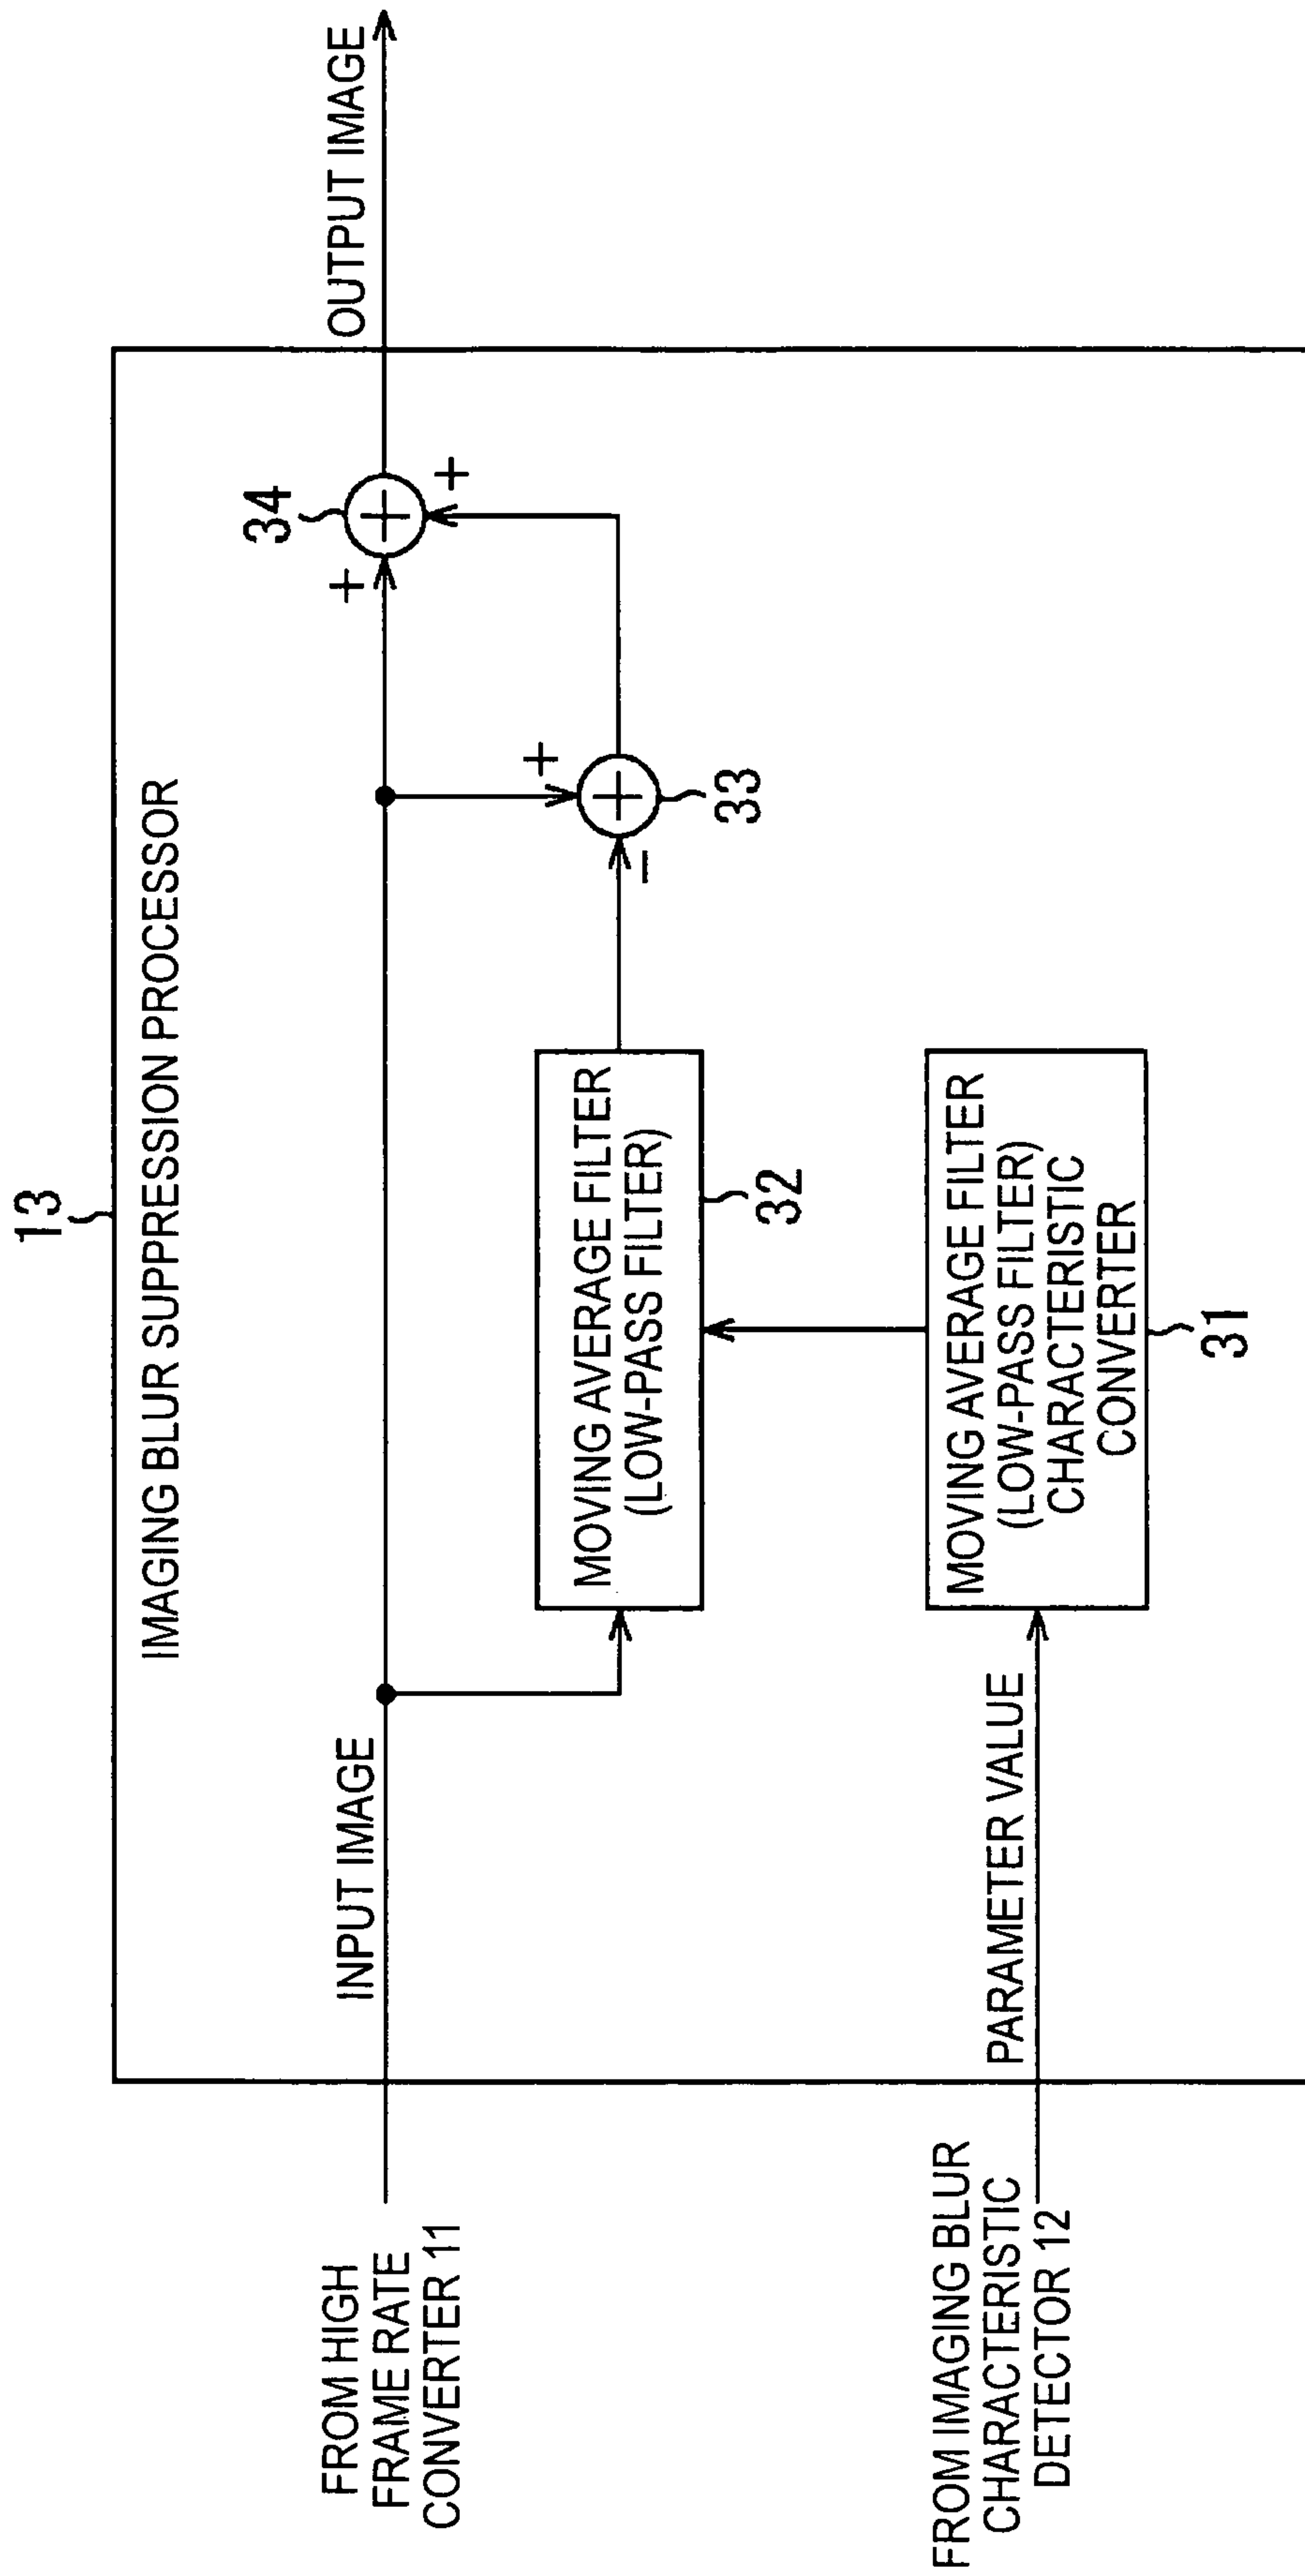 13
IMAGING BLUR SUPPRESSION PROCESSOR
FROM HIGH
FRAME RATE
CONVERTER 11
INPUT IMAGE
+
34
+
OUTPUT IMAGE
+
33
−
MOVING AVERAGE FILTER
(LOW-PASS FILTER)
32
FROM IMAGING BLUR
CHARACTERISTIC
DETECTOR 12
PARAMETER VALUE
MOVING AVERAGE FILTER
(LOW-PASS FILTER)
CHARACTERISTIC
CONVERTER
31